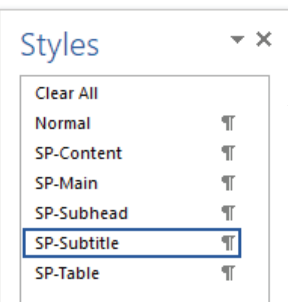 Styles
Clear All
Normal ¶
SP-Content ¶
SP-Main ¶
SP-Subhead ¶
SP-Subtitle ¶
SP-Table ¶